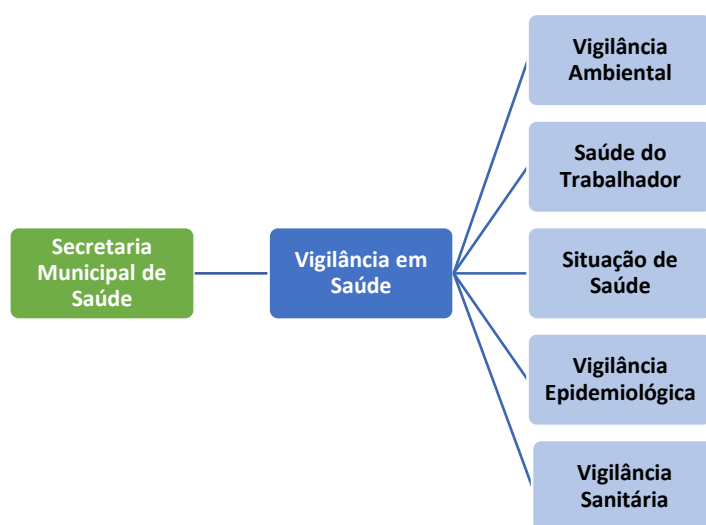 Secretaria
Municipal de
Saúde
Vigilância em
Saúde
Vigilância
Ambiental
Saúde do
Trabalhador
Situação de
Saúde
Vigilância
Epidemiológica
Vigilância
Sanitária